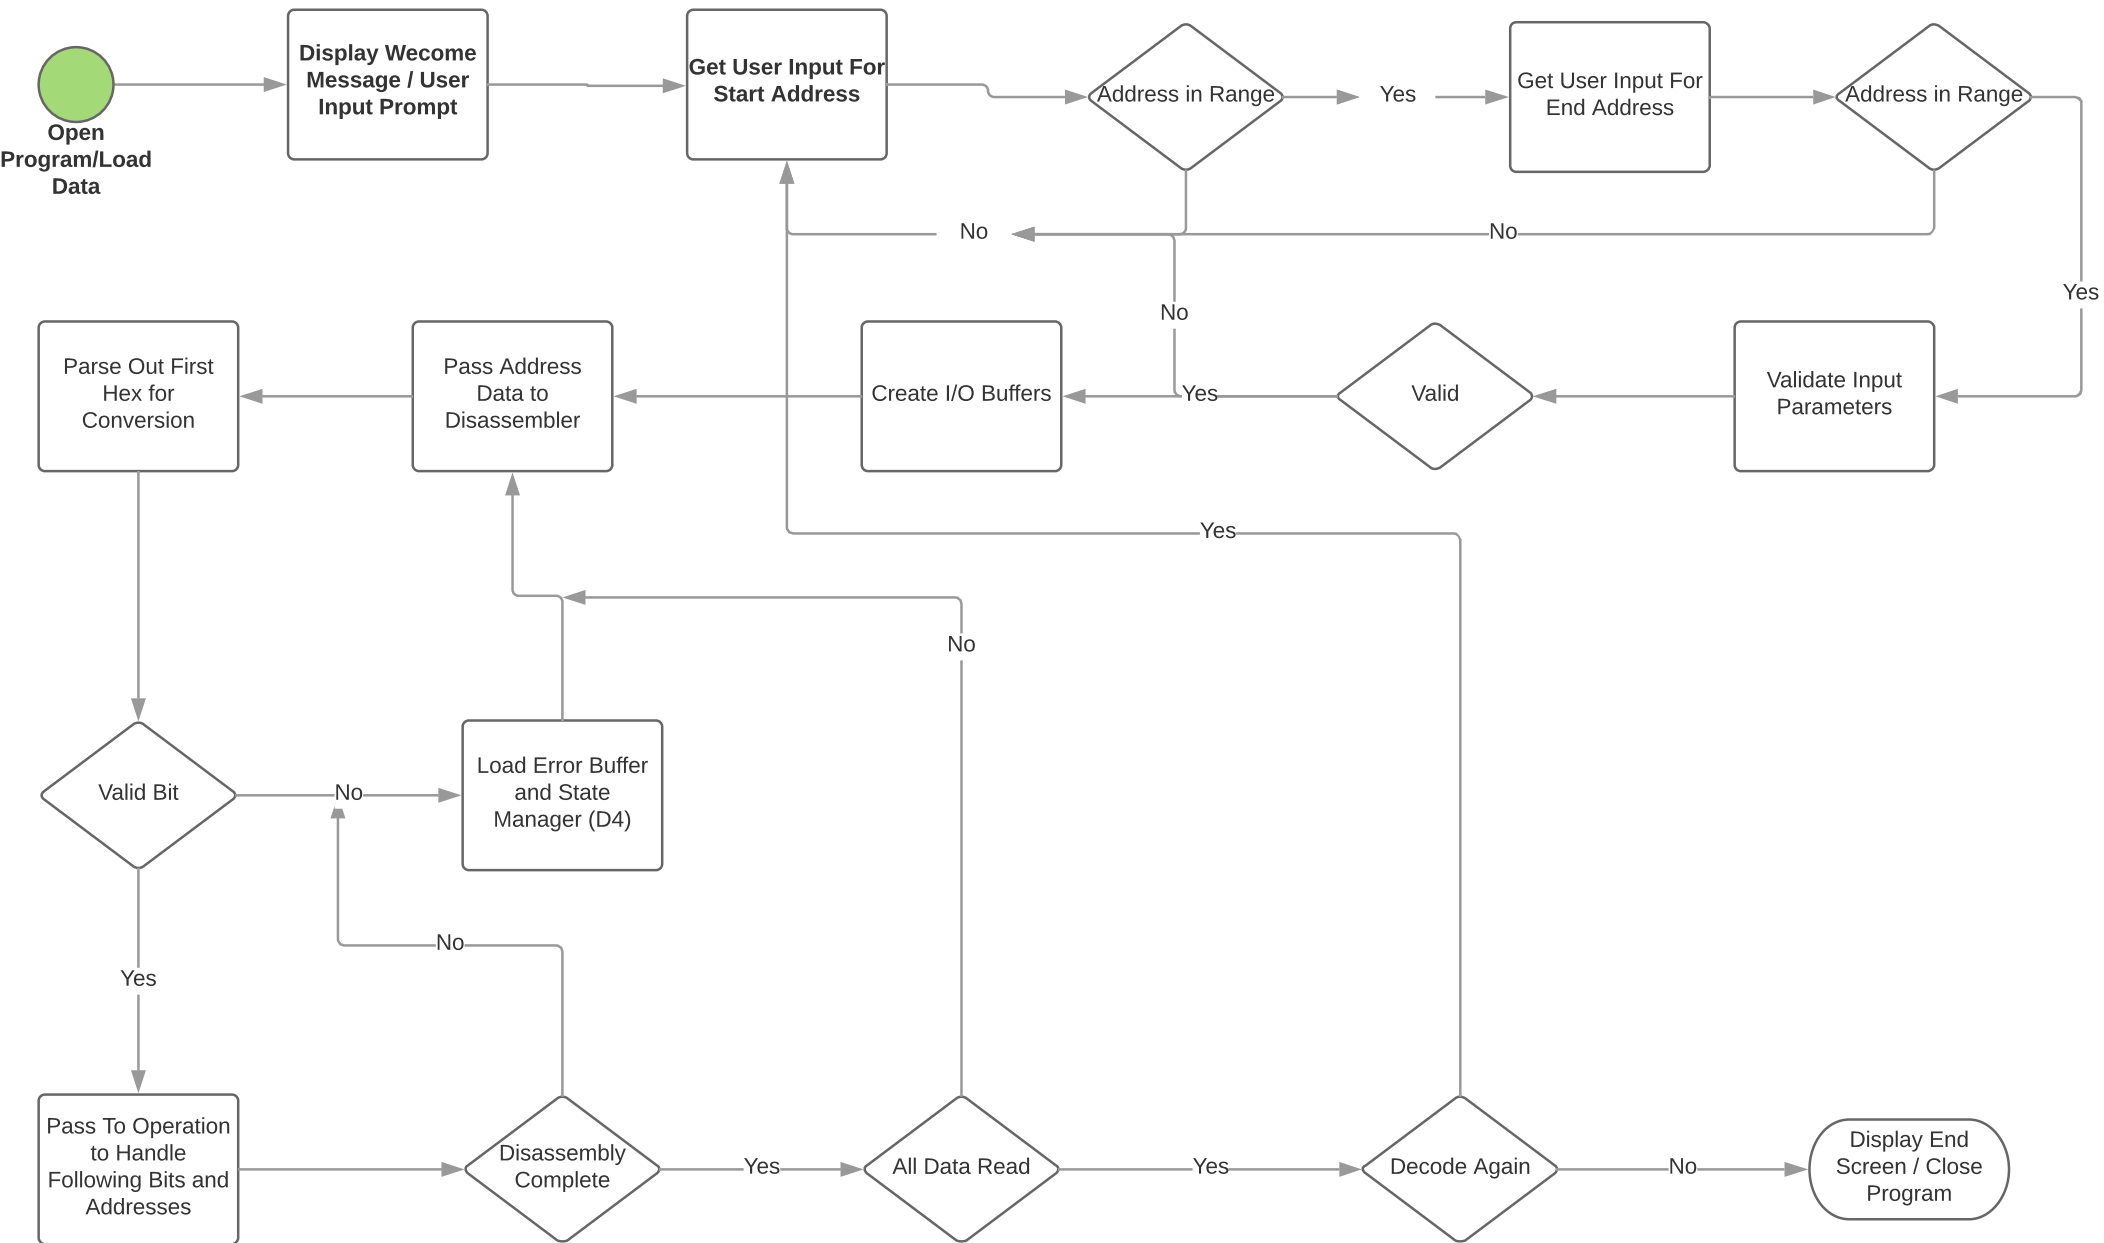 Open
Program/Load
Data
Display Wecome
Message / User
Input Prompt
Get User Input For
Start Address
Address in Range
Yes
Get User Input For
End Address
Address in Range
No
No
Yes
No
Parse Out First
Hex for
Conversion
Pass Address
Data to
Disassembler
Create I/O Buffers
Yes
Valid
Validate Input
Parameters
Yes
No
Valid Bit
No
Load Error Buffer
and State
Manager (D4)
No
Yes
Pass To Operation
to Handle
Following Bits and
Addresses
Disassembly
Complete
Yes
All Data Read
Yes
Decode Again
No
Display End
Screen / Close
Program